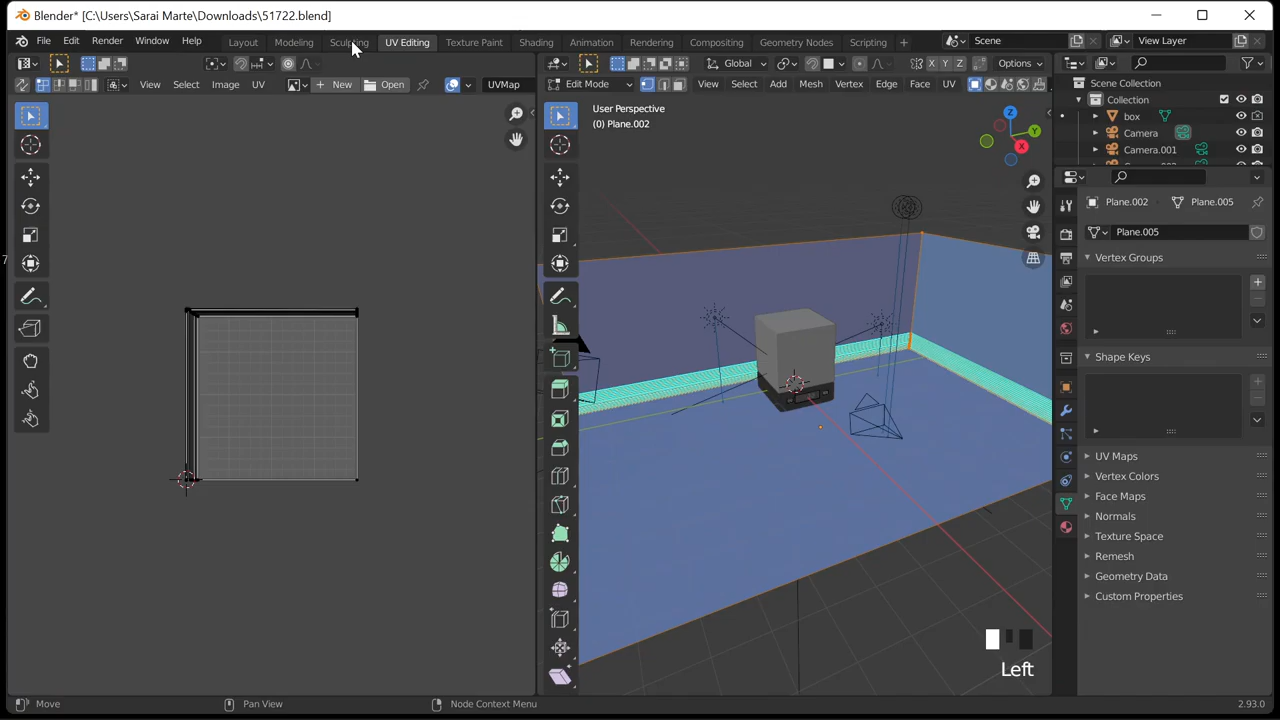 Blender* [C:\Users\Sarai Marte\Downloads\51722.blend]
File Edit Render Window Help Layout Modeling Sculpting UV Editing Texture Paint Shading Animation Rendering Compositing Geometry Nodes Scripting Scene View Layer
Global X Y Z Options
View Select Image UV New Open UVMap Edit Mode View Select Add Mesh Vertex Edge Face UV
Scene Collection
Collection
box
Camera
Camera.001
User Perspective
(0) Plane.002
Z
Y
X
Plane.002 Plane.005
Plane.005
Vertex Groups
Shape Keys
UV Maps
Vertex Colors
Face Maps
Normals
Texture Space
Remesh
Geometry Data
Custom Properties
7
Left
Move Pan View Node Context Menu 2.93.0